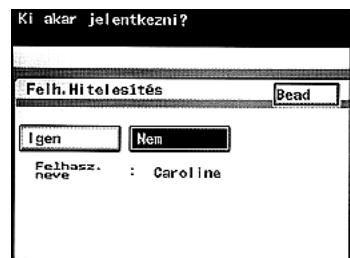 Ki akar jelentkezni?
Felh.Hitelesítés
Bead
Igen
Nem
Felhasz.
neve : Caroline